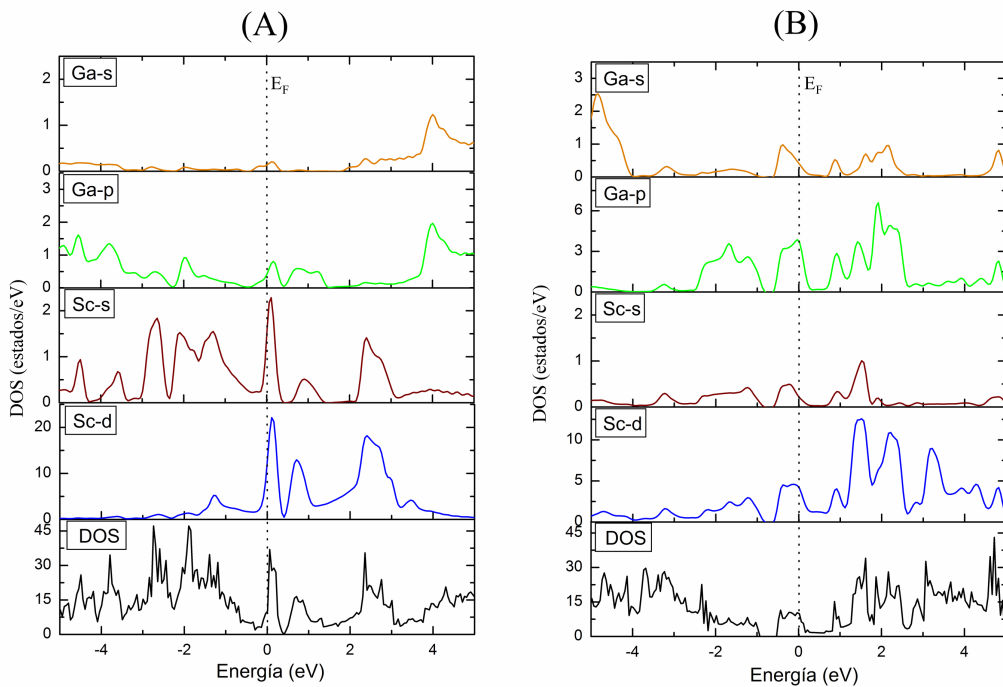 (A)
DOS (estados/eV)
Ga-s
E_F
2
1
0
Ga-p
3
2
1
0
Sc-s
2
1
0
Sc-d
20
10
0
DOS
45
30
15
0
-4 -2 0 2 4
Energía (eV)
(B)
DOS (estados/eV)
Ga-s
E_F
3
2
1
0
Ga-p
6
3
0
Sc-s
2
1
0
Sc-d
10
5
0
DOS
45
30
15
0
-4 -2 0 2 4
Energía (eV)